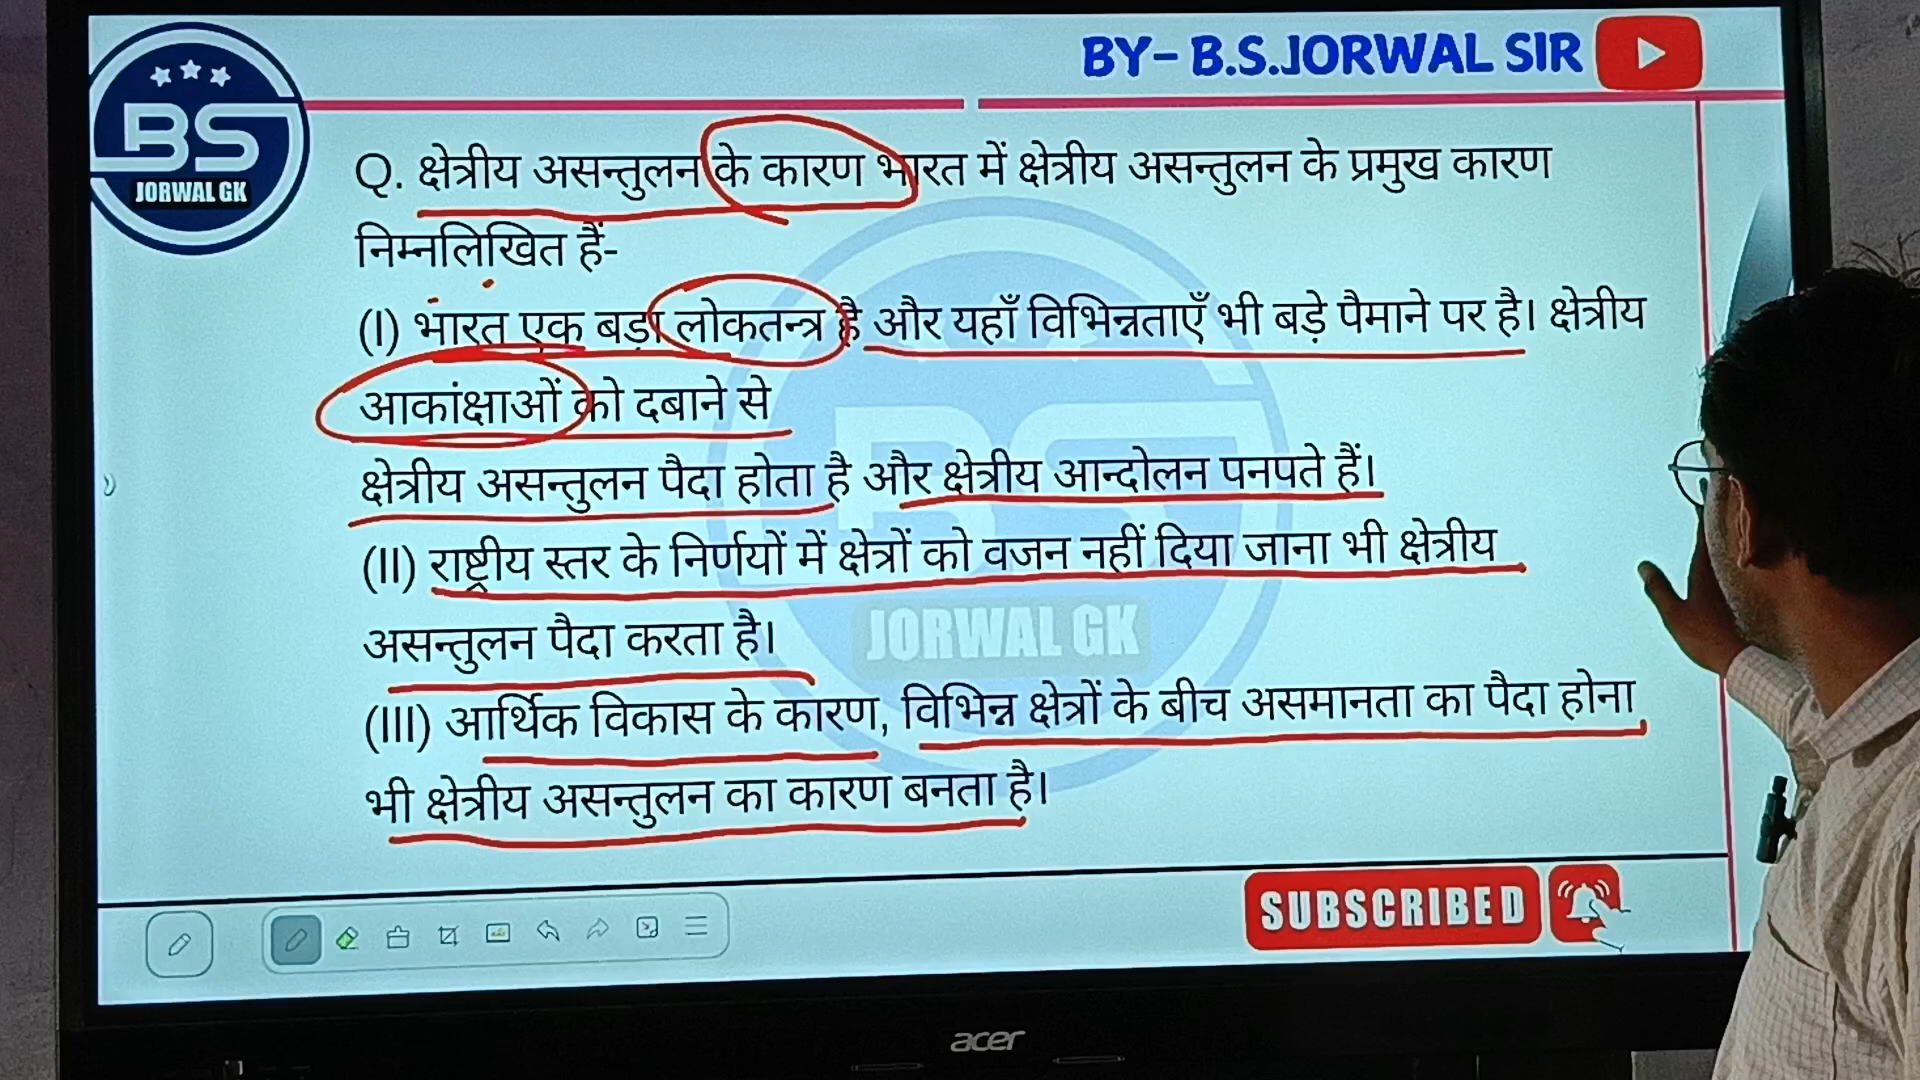 BY- B.S.JORWAL SIR
BS
JORWAL GK
Q. क्षेत्रीय असन्तुलन के कारण भारत में क्षेत्रीय असन्तुलन के प्रमुख कारण
निम्नलिखित हैं-
(I) भारत एक बड़ा लोकतन्त्र है और यहाँ विभिन्नताएँ भी बड़े पैमाने पर है। क्षेत्रीय
आकांक्षाओं को दबाने से
क्षेत्रीय असन्तुलन पैदा होता है और क्षेत्रीय आन्दोलन पनपते हैं।
(II) राष्ट्रीय स्तर के निर्णयों में क्षेत्रों को वजन नहीं दिया जाना भी क्षेत्रीय
असन्तुलन पैदा करता है।
(III) आर्थिक विकास के कारण, विभिन्न क्षेत्रों के बीच असमानता का पैदा होना
भी क्षेत्रीय असन्तुलन का कारण बनता है।
BS
JORWAL GK
SUBSCRIBED
acer